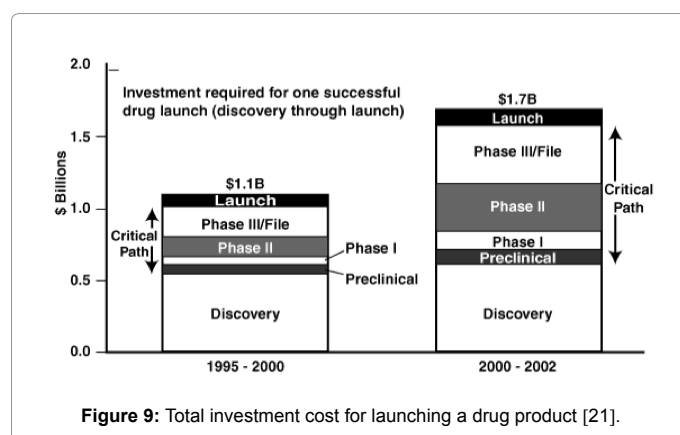 2.0
Investment required for one successful
drug launch (discovery through launch)
$1.7B
Launch
1.5
Phase III/File
$1.1B
Launch
Critical
Path
Phase II
$ Billions
1.0
Phase III/File
Critical
Path
Phase II
Phase I
Phase I
Preclinical
Preclinical
0.5
Discovery
Discovery
0.0
1995 - 2000
2000 - 2002
Figure 9: Total investment cost for launching a drug product [21].